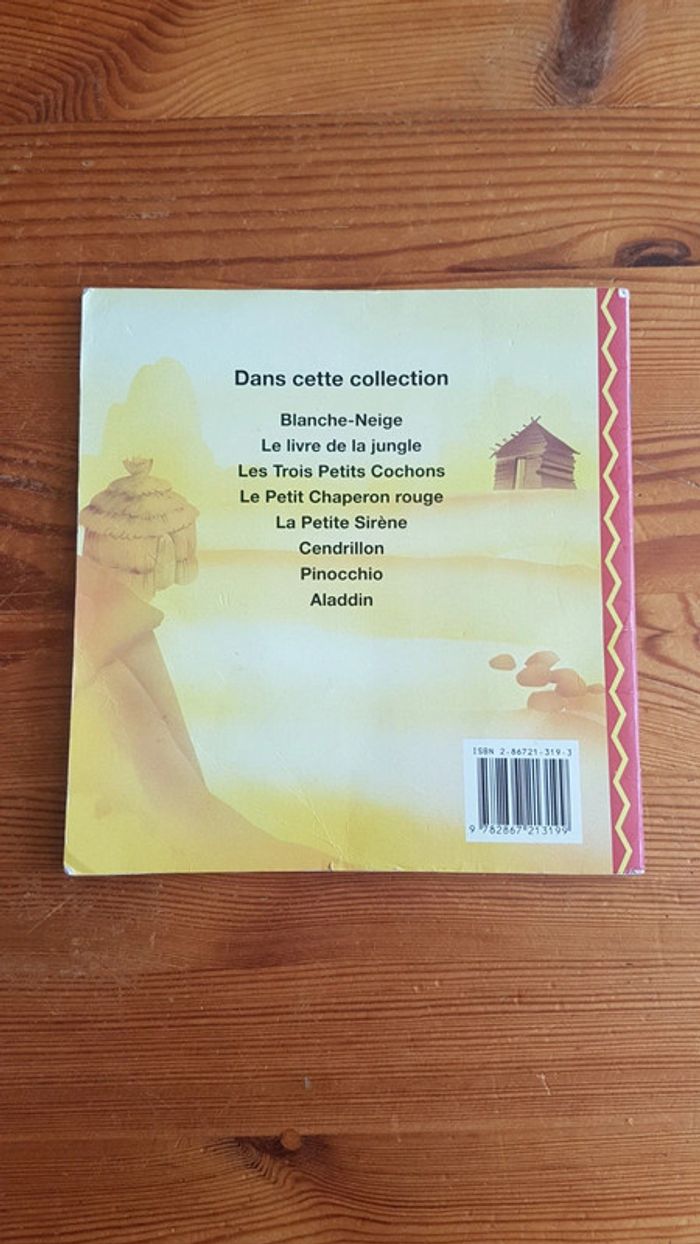 Dans cette collection
Blanche-Neige
Le livre de la jungle
Les Trois Petits Cochons
Le Petit Chaperon rouge
La Petite Sirène
Cendrillon
Pinocchio
Aladdin
ISBN 2-86721-319-3
9 782867 213199